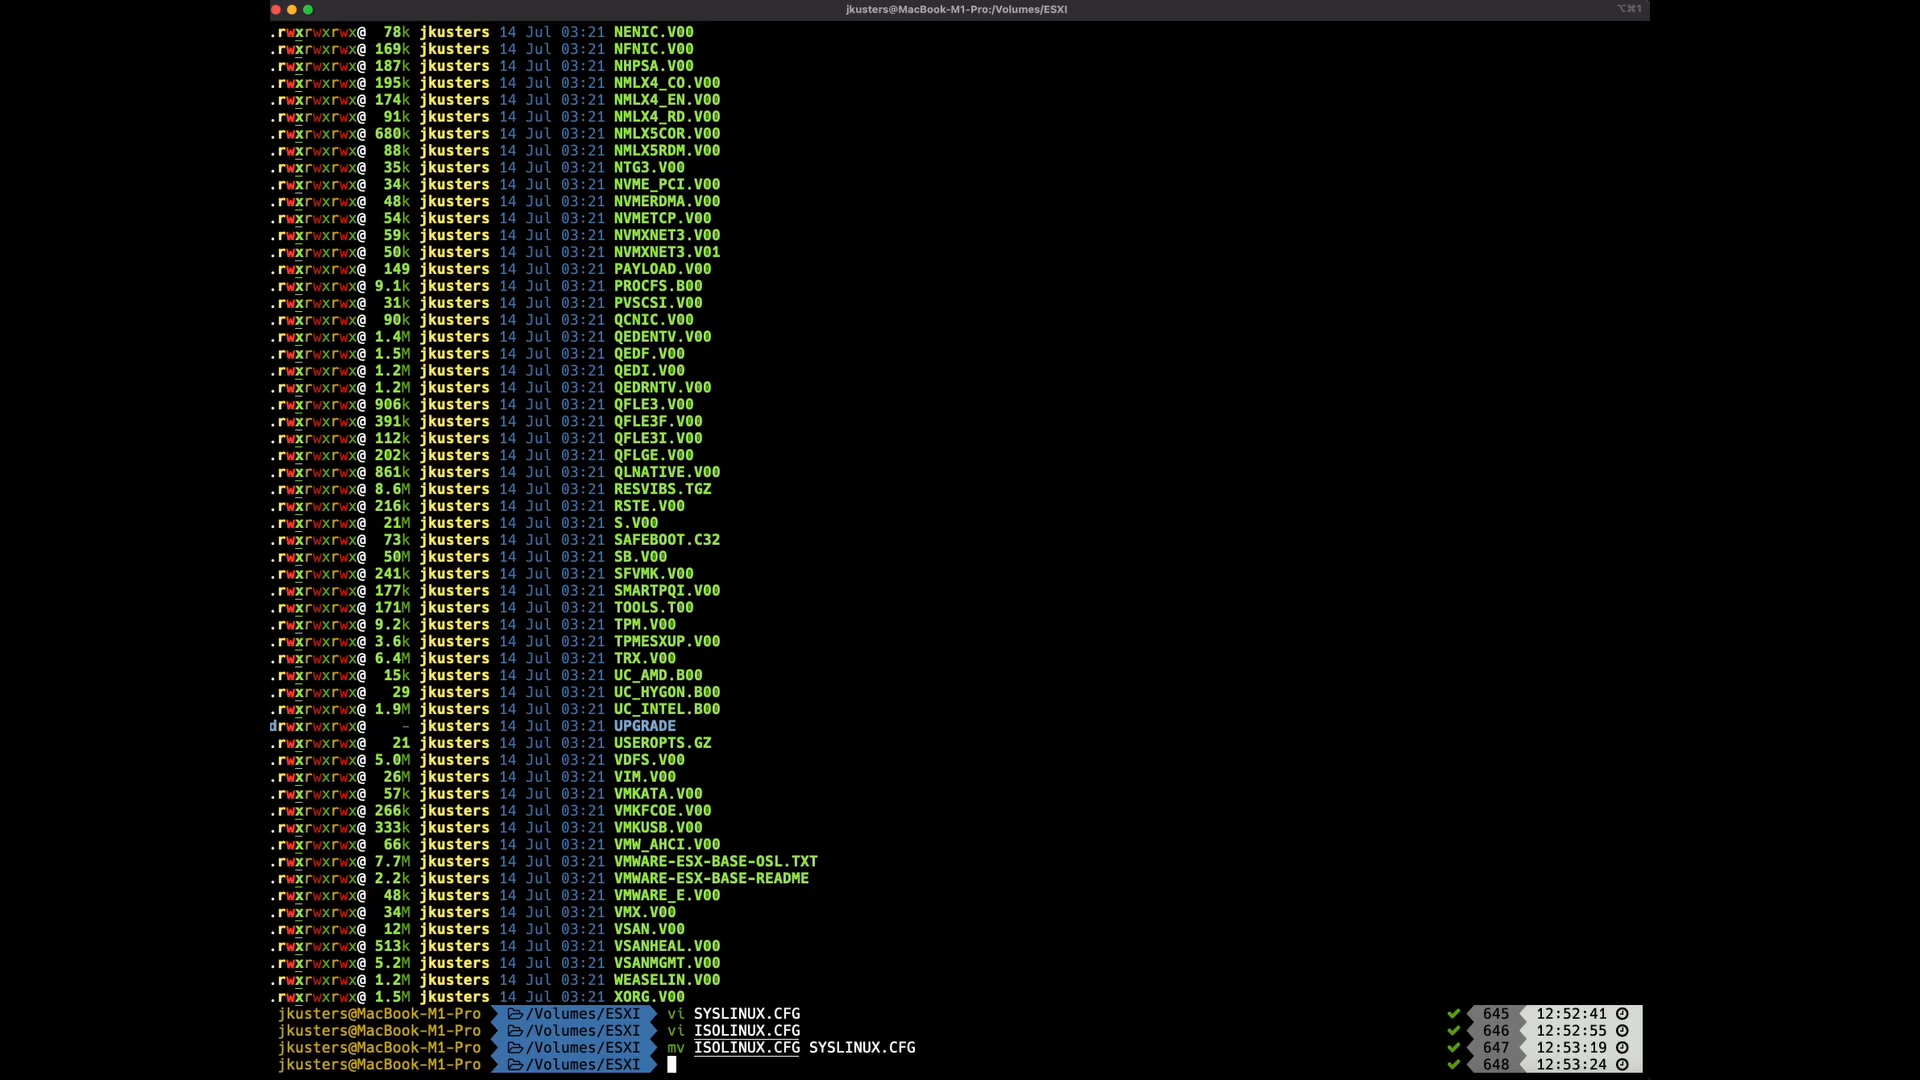 jkusters@MacBook-M1-Pro:/Volumes/ESXI ⌥⌘1
.rwxrwxrwx@ 78k jkusters 14 Jul 03:21 NENIC.V00
.rwxrwxrwx@ 169k jkusters 14 Jul 03:21 NFNIC.V00
.rwxrwxrwx@ 187k jkusters 14 Jul 03:21 NHPSA.V00
.rwxrwxrwx@ 195k jkusters 14 Jul 03:21 NMLX4_CO.V00
.rwxrwxrwx@ 174k jkusters 14 Jul 03:21 NMLX4_EN.V00
.rwxrwxrwx@ 91k jkusters 14 Jul 03:21 NMLX4_RD.V00
.rwxrwxrwx@ 680k jkusters 14 Jul 03:21 NMLX5COR.V00
.rwxrwxrwx@ 88k jkusters 14 Jul 03:21 NMLX5RDM.V00
.rwxrwxrwx@ 35k jkusters 14 Jul 03:21 NTG3.V00
.rwxrwxrwx@ 34k jkusters 14 Jul 03:21 NVME_PCI.V00
.rwxrwxrwx@ 48k jkusters 14 Jul 03:21 NVMERDMA.V00
.rwxrwxrwx@ 54k jkusters 14 Jul 03:21 NVMETCP.V00
.rwxrwxrwx@ 59k jkusters 14 Jul 03:21 NVMXNET3.V00
.rwxrwxrwx@ 50k jkusters 14 Jul 03:21 NVMXNET3.V01
.rwxrwxrwx@ 149 jkusters 14 Jul 03:21 PAYLOAD.V00
.rwxrwxrwx@ 9.1k jkusters 14 Jul 03:21 PROCFS.B00
.rwxrwxrwx@ 31k jkusters 14 Jul 03:21 PVSCSI.V00
.rwxrwxrwx@ 90k jkusters 14 Jul 03:21 QCNIC.V00
.rwxrwxrwx@ 1.4M jkusters 14 Jul 03:21 QEDENTV.V00
.rwxrwxrwx@ 1.5M jkusters 14 Jul 03:21 QEDF.V00
.rwxrwxrwx@ 1.2M jkusters 14 Jul 03:21 QEDI.V00
.rwxrwxrwx@ 1.2M jkusters 14 Jul 03:21 QEDRNTV.V00
.rwxrwxrwx@ 906k jkusters 14 Jul 03:21 QFLE3.V00
.rwxrwxrwx@ 391k jkusters 14 Jul 03:21 QFLE3F.V00
.rwxrwxrwx@ 112k jkusters 14 Jul 03:21 QFLE3I.V00
.rwxrwxrwx@ 202k jkusters 14 Jul 03:21 QFLGE.V00
.rwxrwxrwx@ 861k jkusters 14 Jul 03:21 QLNATIVE.V00
.rwxrwxrwx@ 8.6M jkusters 14 Jul 03:21 RESVIBS.TGZ
.rwxrwxrwx@ 216k jkusters 14 Jul 03:21 RSTE.V00
.rwxrwxrwx@ 21M jkusters 14 Jul 03:21 S.V00
.rwxrwxrwx@ 73k jkusters 14 Jul 03:21 SAFEBOOT.C32
.rwxrwxrwx@ 50M jkusters 14 Jul 03:21 SB.V00
.rwxrwxrwx@ 241k jkusters 14 Jul 03:21 SFVMK.V00
.rwxrwxrwx@ 177k jkusters 14 Jul 03:21 SMARTPQI.V00
.rwxrwxrwx@ 171M jkusters 14 Jul 03:21 TOOLS.T00
.rwxrwxrwx@ 9.2k jkusters 14 Jul 03:21 TPM.V00
.rwxrwxrwx@ 3.6k jkusters 14 Jul 03:21 TPMESXUP.V00
.rwxrwxrwx@ 6.4M jkusters 14 Jul 03:21 TRX.V00
.rwxrwxrwx@ 15k jkusters 14 Jul 03:21 UC_AMD.B00
.rwxrwxrwx@ 29 jkusters 14 Jul 03:21 UC_HYGON.B00
.rwxrwxrwx@ 1.9M jkusters 14 Jul 03:21 UC_INTEL.B00
drwxrwxrwx@ - jkusters 14 Jul 03:21 UPGRADE
.rwxrwxrwx@ 21 jkusters 14 Jul 03:21 USEROPTS.GZ
.rwxrwxrwx@ 5.0M jkusters 14 Jul 03:21 VDFS.V00
.rwxrwxrwx@ 26M jkusters 14 Jul 03:21 VIM.V00
.rwxrwxrwx@ 57k jkusters 14 Jul 03:21 VMKATA.V00
.rwxrwxrwx@ 266k jkusters 14 Jul 03:21 VMKFCOE.V00
.rwxrwxrwx@ 333k jkusters 14 Jul 03:21 VMKUSB.V00
.rwxrwxrwx@ 66k jkusters 14 Jul 03:21 VMW_AHCI.V00
.rwxrwxrwx@ 7.7M jkusters 14 Jul 03:21 VMWARE-ESX-BASE-OSL.TXT
.rwxrwxrwx@ 2.2k jkusters 14 Jul 03:21 VMWARE-ESX-BASE-README
.rwxrwxrwx@ 48k jkusters 14 Jul 03:21 VMWARE_E.V00
.rwxrwxrwx@ 34M jkusters 14 Jul 03:21 VMX.V00
.rwxrwxrwx@ 12M jkusters 14 Jul 03:21 VSAN.V00
.rwxrwxrwx@ 513k jkusters 14 Jul 03:21 VSANHEAL.V00
.rwxrwxrwx@ 5.2M jkusters 14 Jul 03:21 VSANMGMT.V00
.rwxrwxrwx@ 1.2M jkusters 14 Jul 03:21 WEASELIN.V00
.rwxrwxrwx@ 1.5M jkusters 14 Jul 03:21 XORG.V00
jkusters@MacBook-M1-Pro /Volumes/ESXI vi SYSLINUX.CFG ✔ 645 12:52:41
jkusters@MacBook-M1-Pro /Volumes/ESXI vi ISOLINUX.CFG ✔ 646 12:52:55
jkusters@MacBook-M1-Pro /Volumes/ESXI mv ISOLINUX.CFG SYSLINUX.CFG ✔ 647 12:53:19
jkusters@MacBook-M1-Pro /Volumes/ESXI ✔ 648 12:53:24